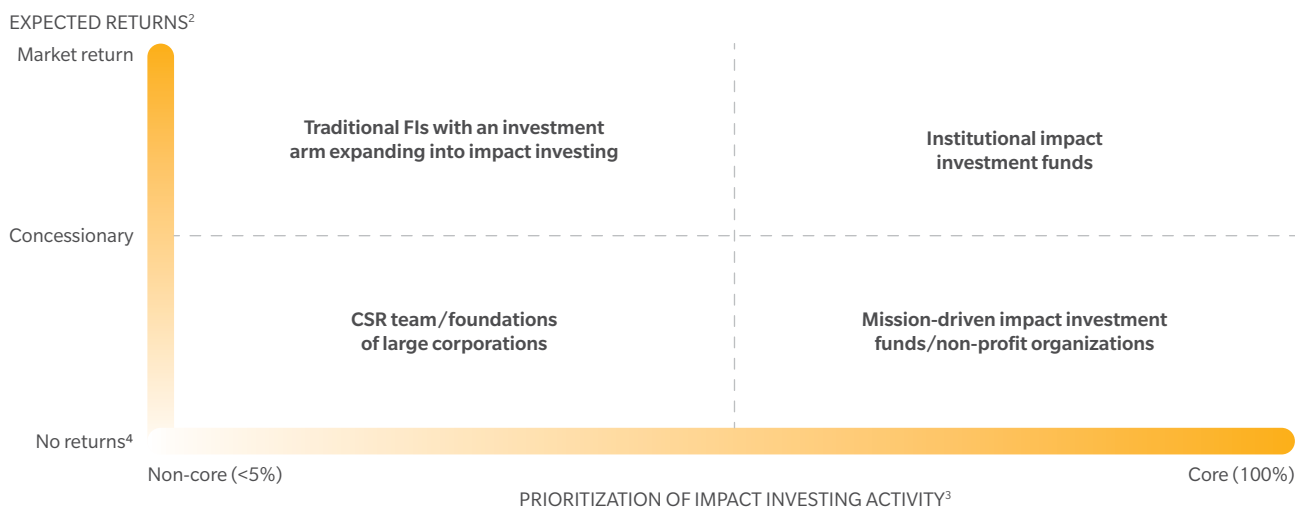 EXPECTED RETURNS²
Market return
Traditional FIs with an investment
arm expanding into impact investing
Institutional impact
investment funds
Concessionary
CSR team/foundations
of large corporations
Mission-driven impact investment
funds/non-profit organizations
No returns⁴
Non-core (<5%)
Core (100%)
PRIORITIZATION OF IMPACT INVESTING ACTIVITY³